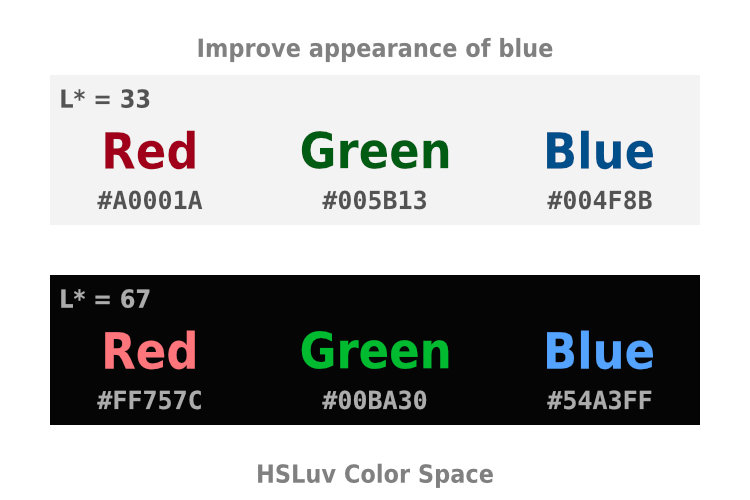 Improve appearance of blue
L* = 33
Red Green Blue
#A0001A #005B13 #004F8B
L* = 67
Red Green Blue
#FF757C #00BA30 #54A3FF
HSLuv Color Space